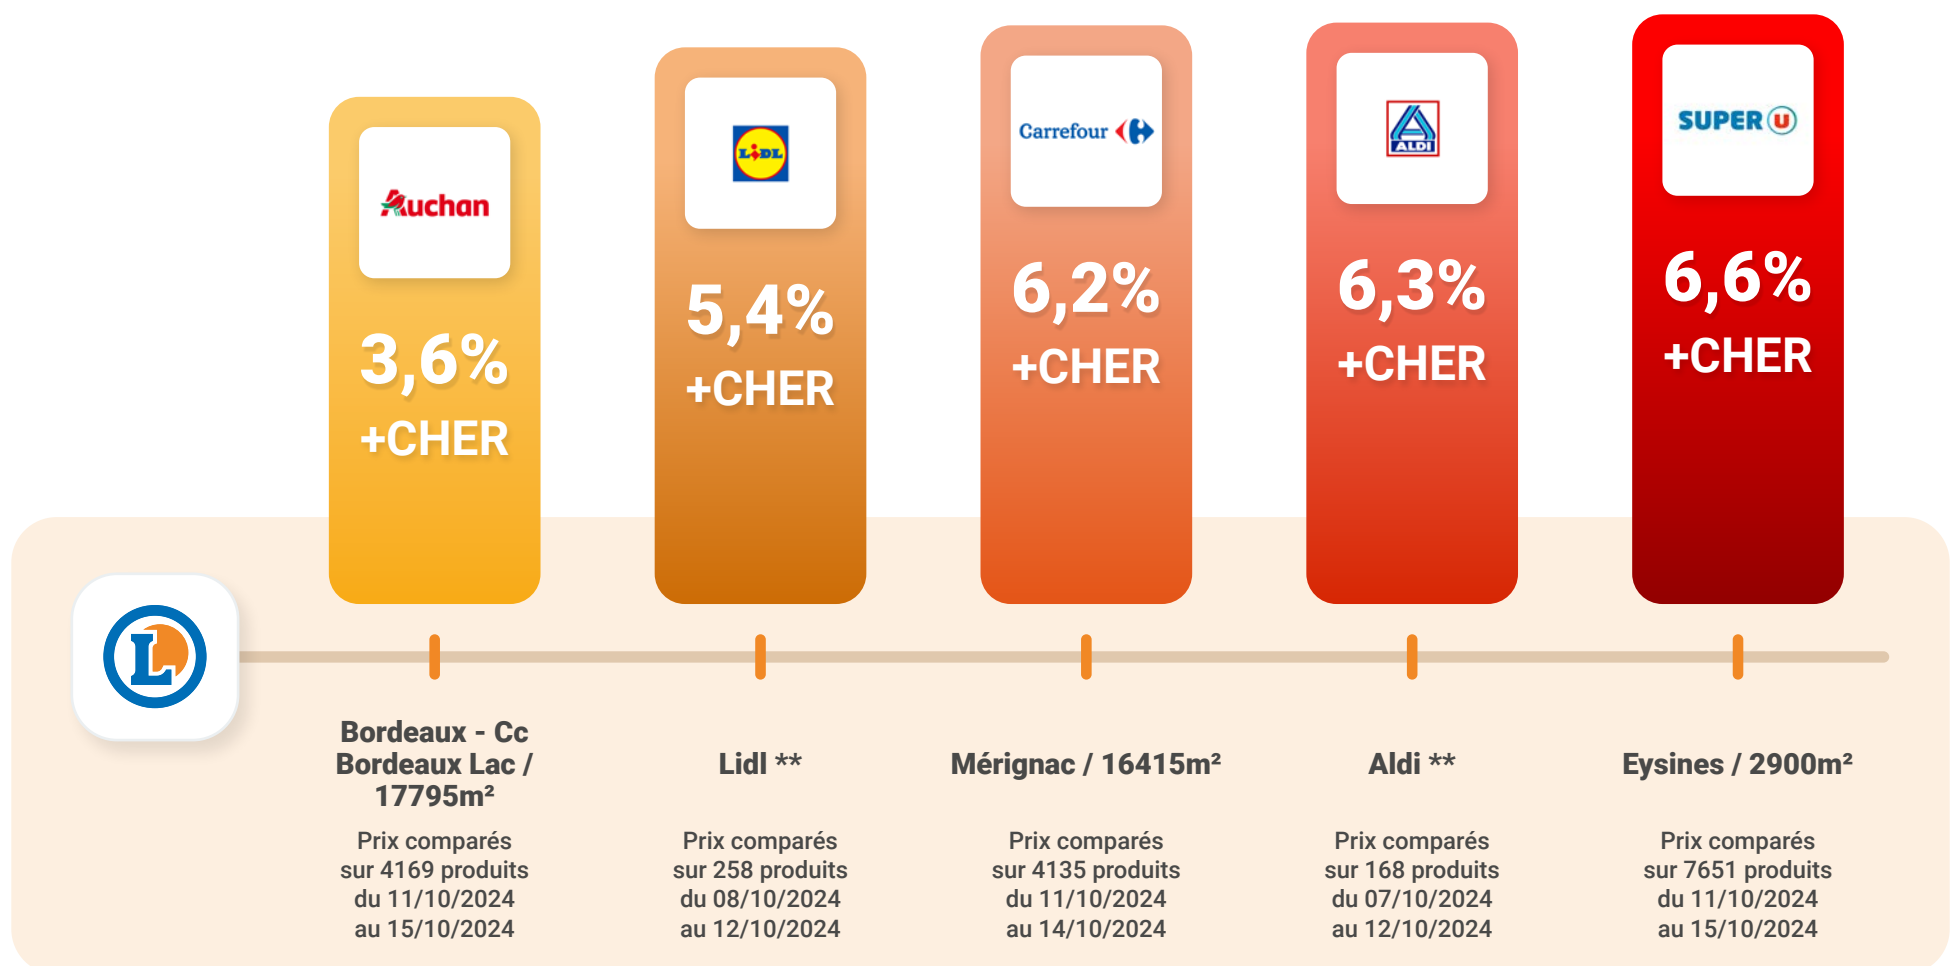 Auchan
3,6%
+CHER
LIDL
5,4%
+CHER
Carrefour
6,2%
+CHER
ALDI
6,3%
+CHER
SUPER U
6,6%
+CHER
L
Bordeaux - Cc
Bordeaux Lac /
17795m²
Prix comparés
sur 4169 produits
du 11/10/2024
au 15/10/2024
Lidl **
Prix comparés
sur 258 produits
du 08/10/2024
au 12/10/2024
Mérignac / 16415m²
Prix comparés
sur 4135 produits
du 11/10/2024
au 14/10/2024
Aldi **
Prix comparés
sur 168 produits
du 07/10/2024
au 12/10/2024
Eysines / 2900m²
Prix comparés
sur 7651 produits
du 11/10/2024
au 15/10/2024